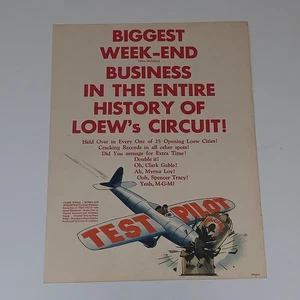 BIGGEST
WEEK-END
BUSINESS
IN THE ENTIRE
HISTORY OF
LOEW's CIRCUIT!
Held Over in Every One of 25 Opening Loew Cities!
Cracking Records in all other spots!
Did You arrange for Extra Time?
Double it!
Oh, Clark Gable!
Ah, Myrna Loy!
Ooh, Spencer Tracy!
Yeah, M-G-M!
TEST PILOT